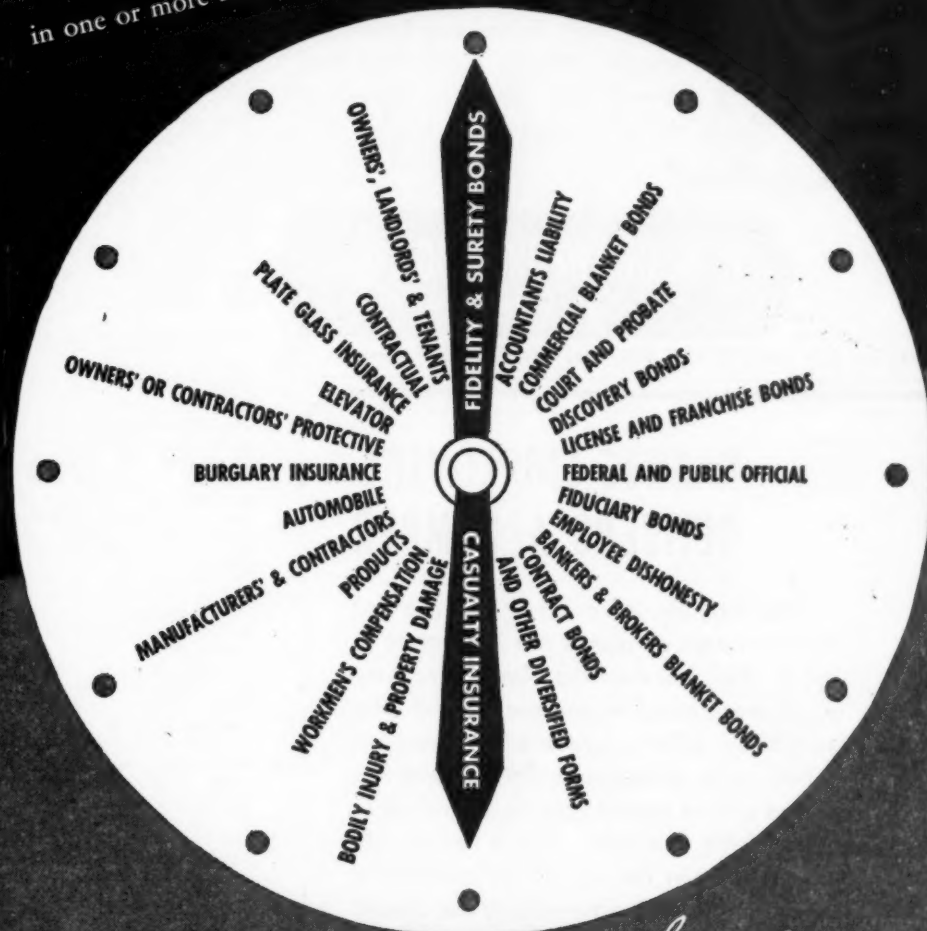 in one or more
FIDELITY & SURETY BONDS
ACCOUNTANTS LIABILITY
COMMERCIAL BLANKET BONDS
COURT AND PROBATE
DISCOVERY BONDS
LICENSE AND FRANCHISE BONDS
FEDERAL AND PUBLIC OFFICIAL
FIDUCIARY BONDS
EMPLOYEE DISHONESTY
BANKERS & BROKERS BLANKET BONDS
CONTRACT BONDS
AND OTHER DIVERSIFIED FORMS
CASUALTY INSURANCE
BODILY INJURY & PROPERTY DAMAGE
WORKMEN'S COMPENSATION
PRODUCTS
MANUFACTURERS' & CONTRACTORS
AUTOMOBILE
BURGLARY INSURANCE
OWNERS' OR CONTRACTORS' PROTECTIVE
ELEVATOR
PLATE GLASS INSURANCE
CONTRACTUAL
OWNERS', LANDLORDS' & TENANTS